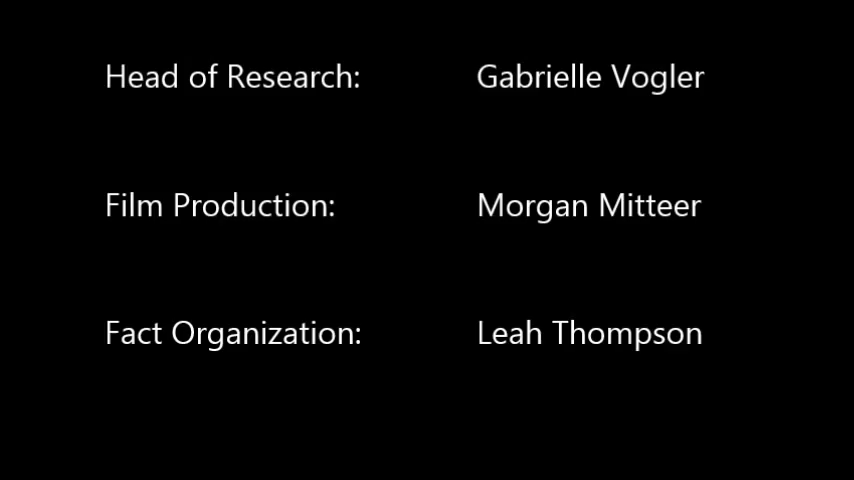 Head of Research: Gabrielle Vogler
Film Production: Morgan Mitteer
Fact Organization: Leah Thompson